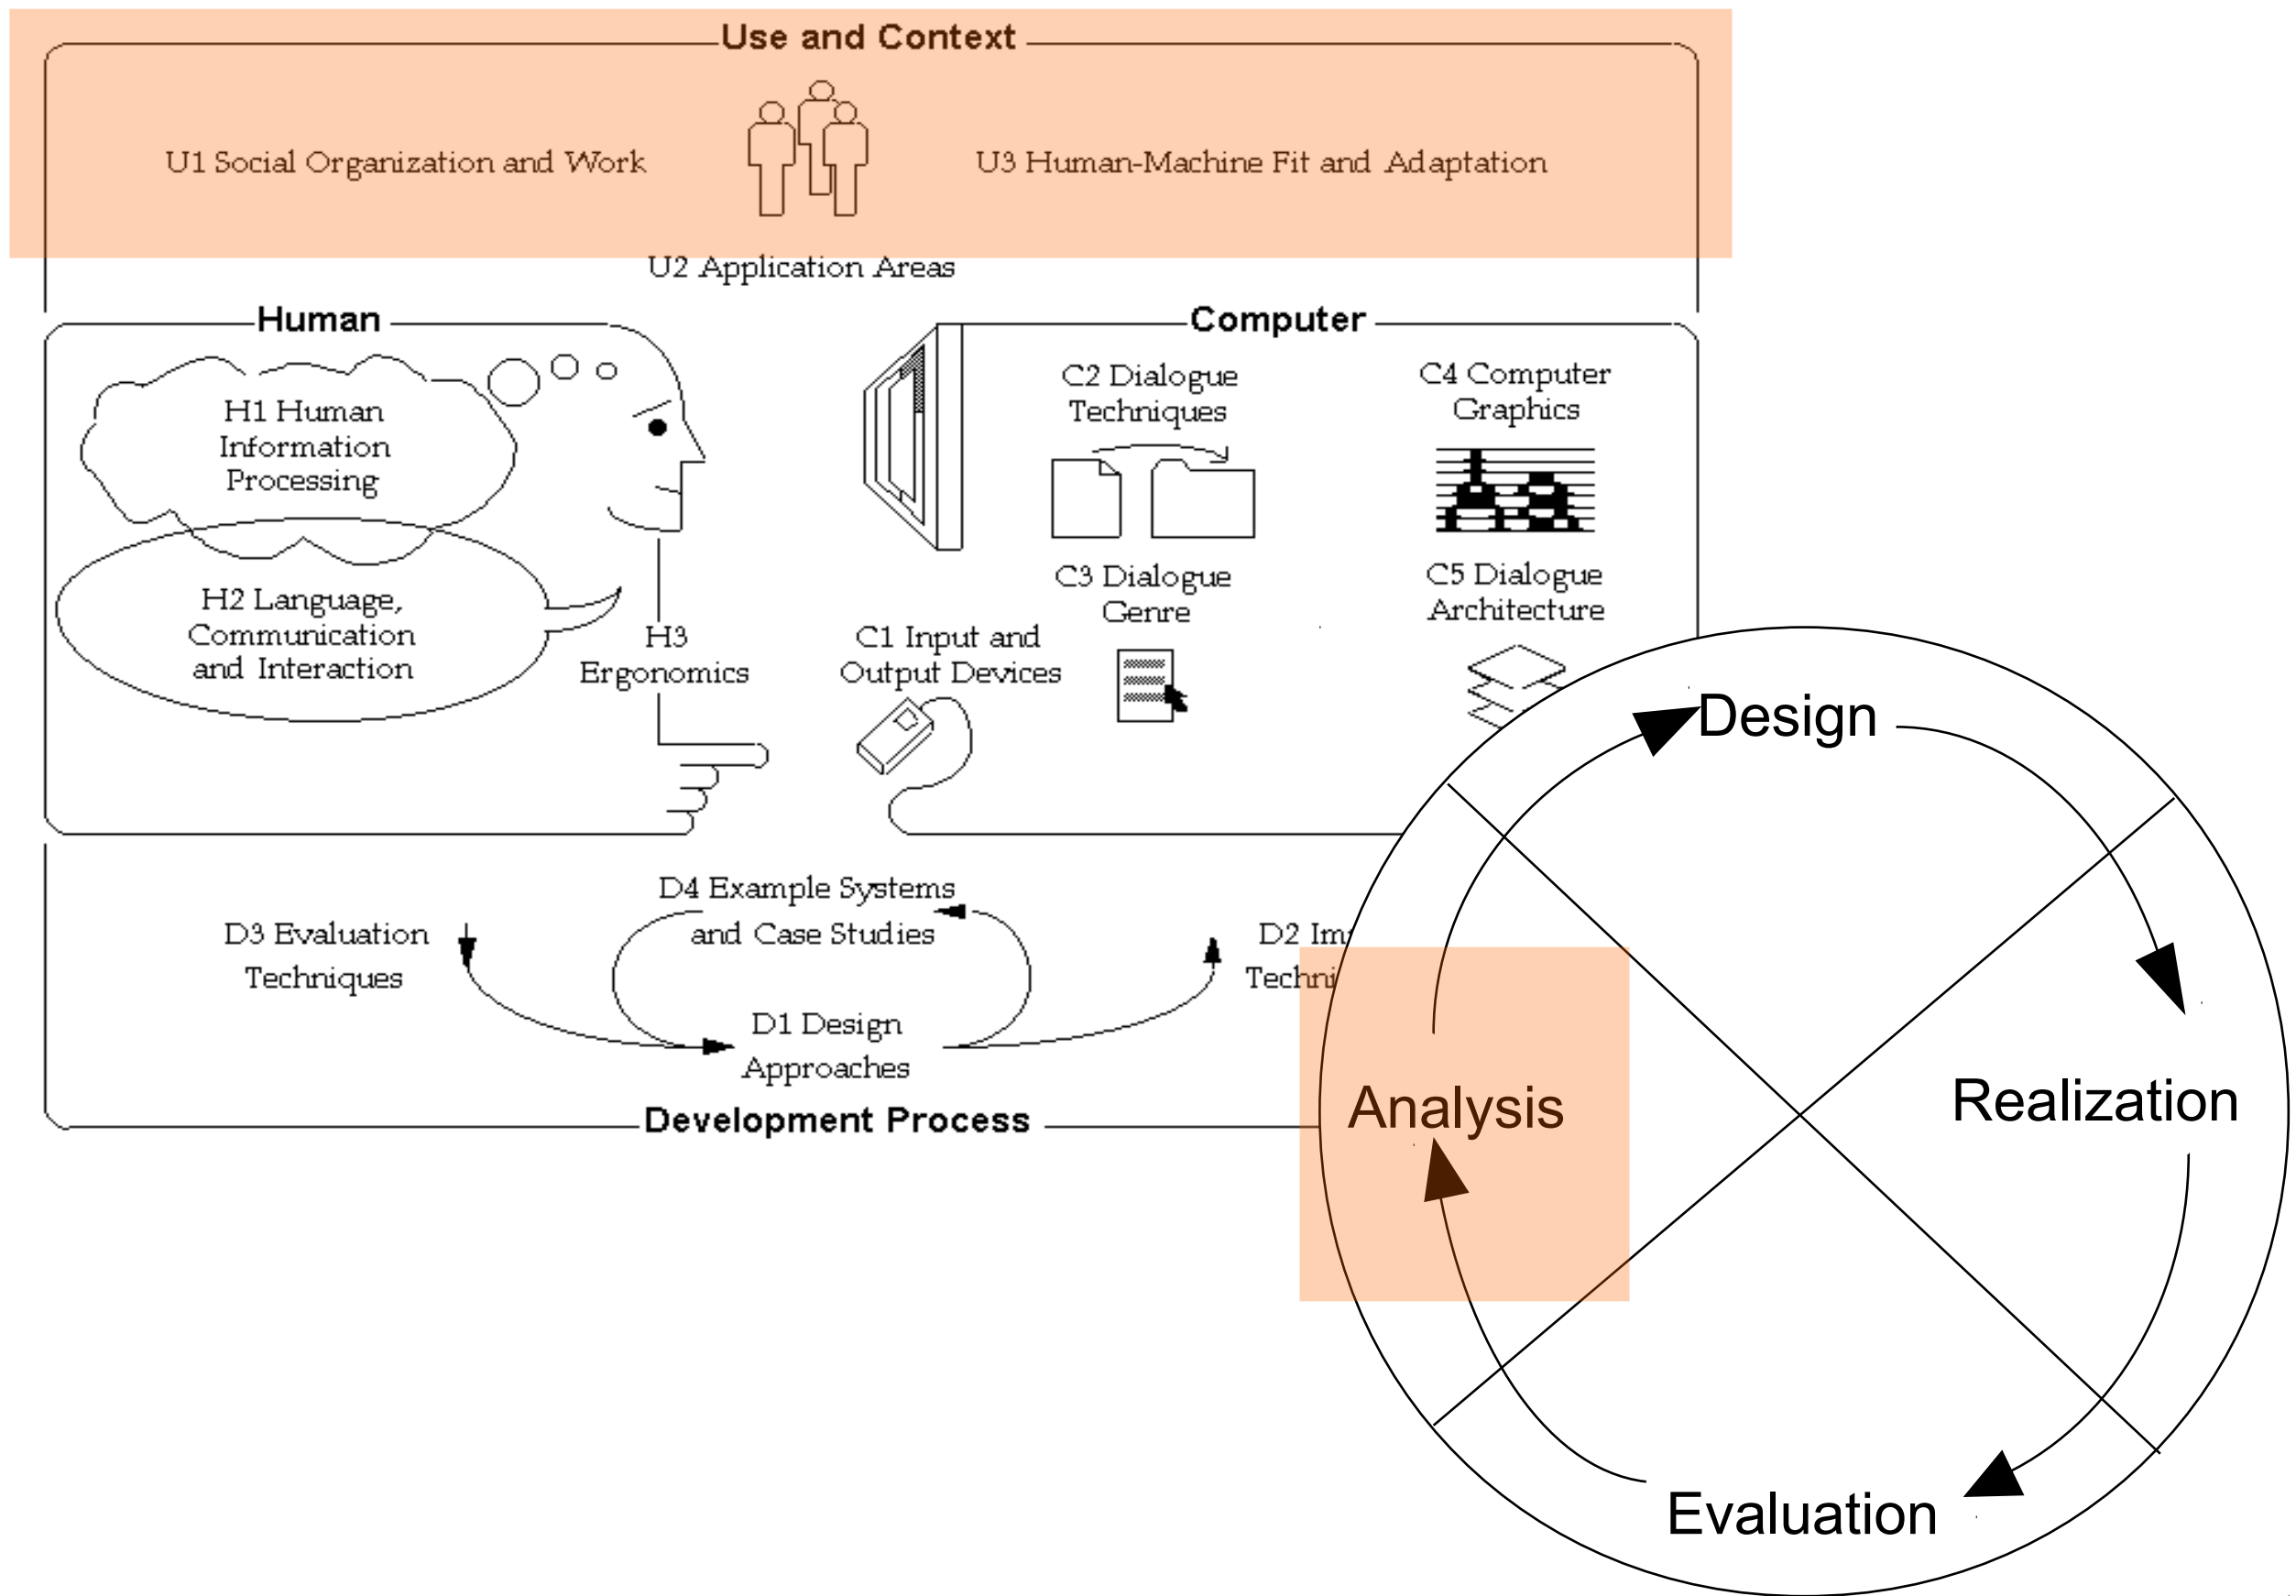 Use and Context
U1 Social Organization and Work
U3 Human-Machine Fit and Adaptation
U2 Application Areas
Human
H1 Human
Information
Processing
H2 Language,
Communication
and Interaction
H3
Ergonomics
Computer
C2 Dialogue
Techniques
C4 Computer
Graphics
C3 Dialogue
Genre
C5 Dialogue
Architecture
C1 Input and
Output Devices
D4 Example Systems
and Case Studies
D3 Evaluation
Techniques
D2
D1 Design
Approaches
Development Process
Design
Realization
Evaluation
Analysis